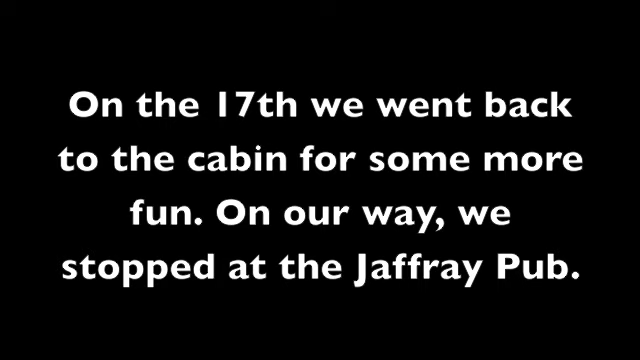 On the 17th we went back
to the cabin for some more
fun. On our way, we
stopped at the Jaffray Pub.